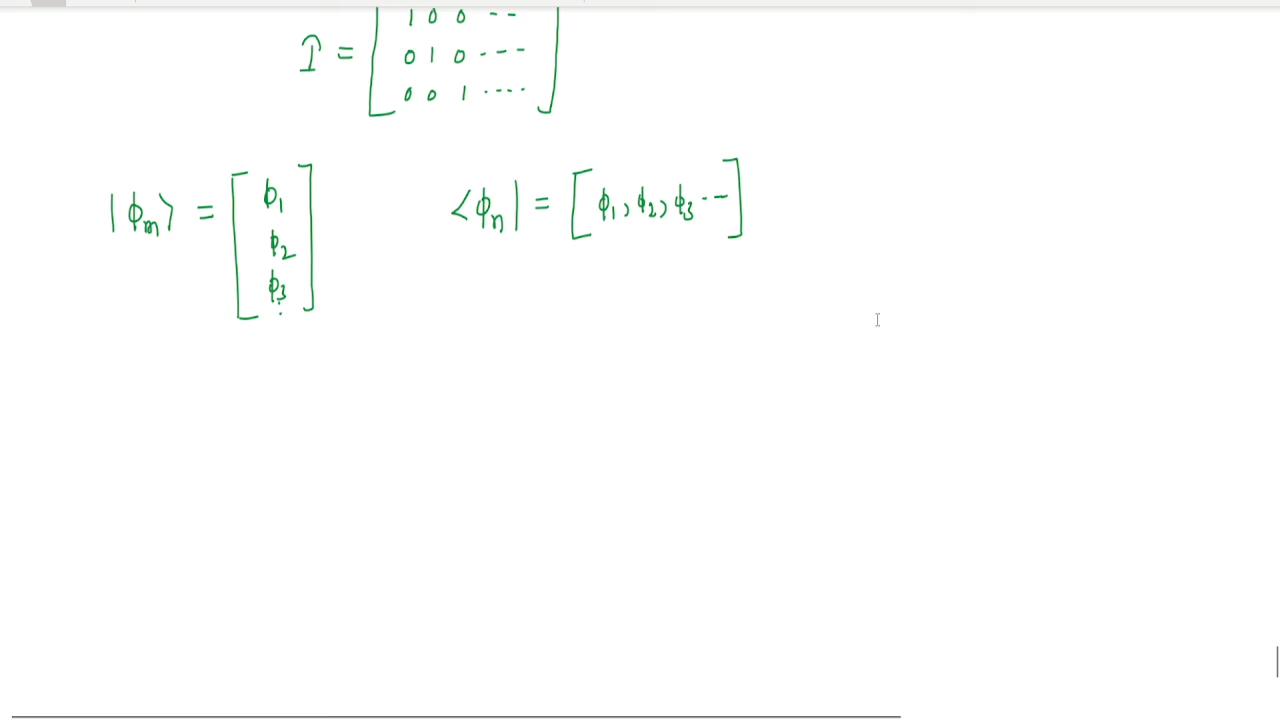 1 0 0 - -
I = 0 1 0 - - - -
0 0 1 . . . . .
|ϕm⟩ = [ϕ1 ϕ2 ϕ3 : ] ⟨ϕn| = [ϕ1, ϕ2, ϕ3 - - -]